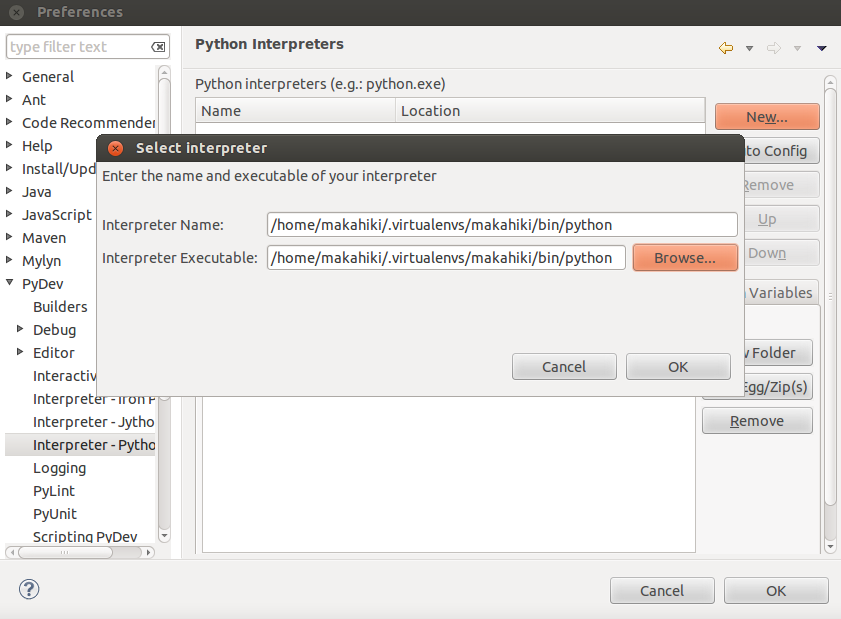 Preferences
type filter text
General
Ant
Code Recommender
Help
Install/Upd
Java
JavaScript
Maven
Mylyn
PyDev
Builders
Debug
Editor
Interactiv
Interpreter - Iron P
Interpreter - Jytho
Interpreter - Pytho
Logging
PyLint
PyUnit
Scripting PyDev
Python Interpreters
Python interpreters (e.g.: python.exe)
Name Location
New...
to Config
Remove
Up
Down
Variables
Folder
Egg/Zip(s)
Remove
Select interpreter
Enter the name and executable of your interpreter
Interpreter Name: /home/makahiki/.virtualenvs/makahiki/bin/python
Interpreter Executable: /home/makahiki/.virtualenvs/makahiki/bin/python Browse...
Cancel OK
? Cancel OK